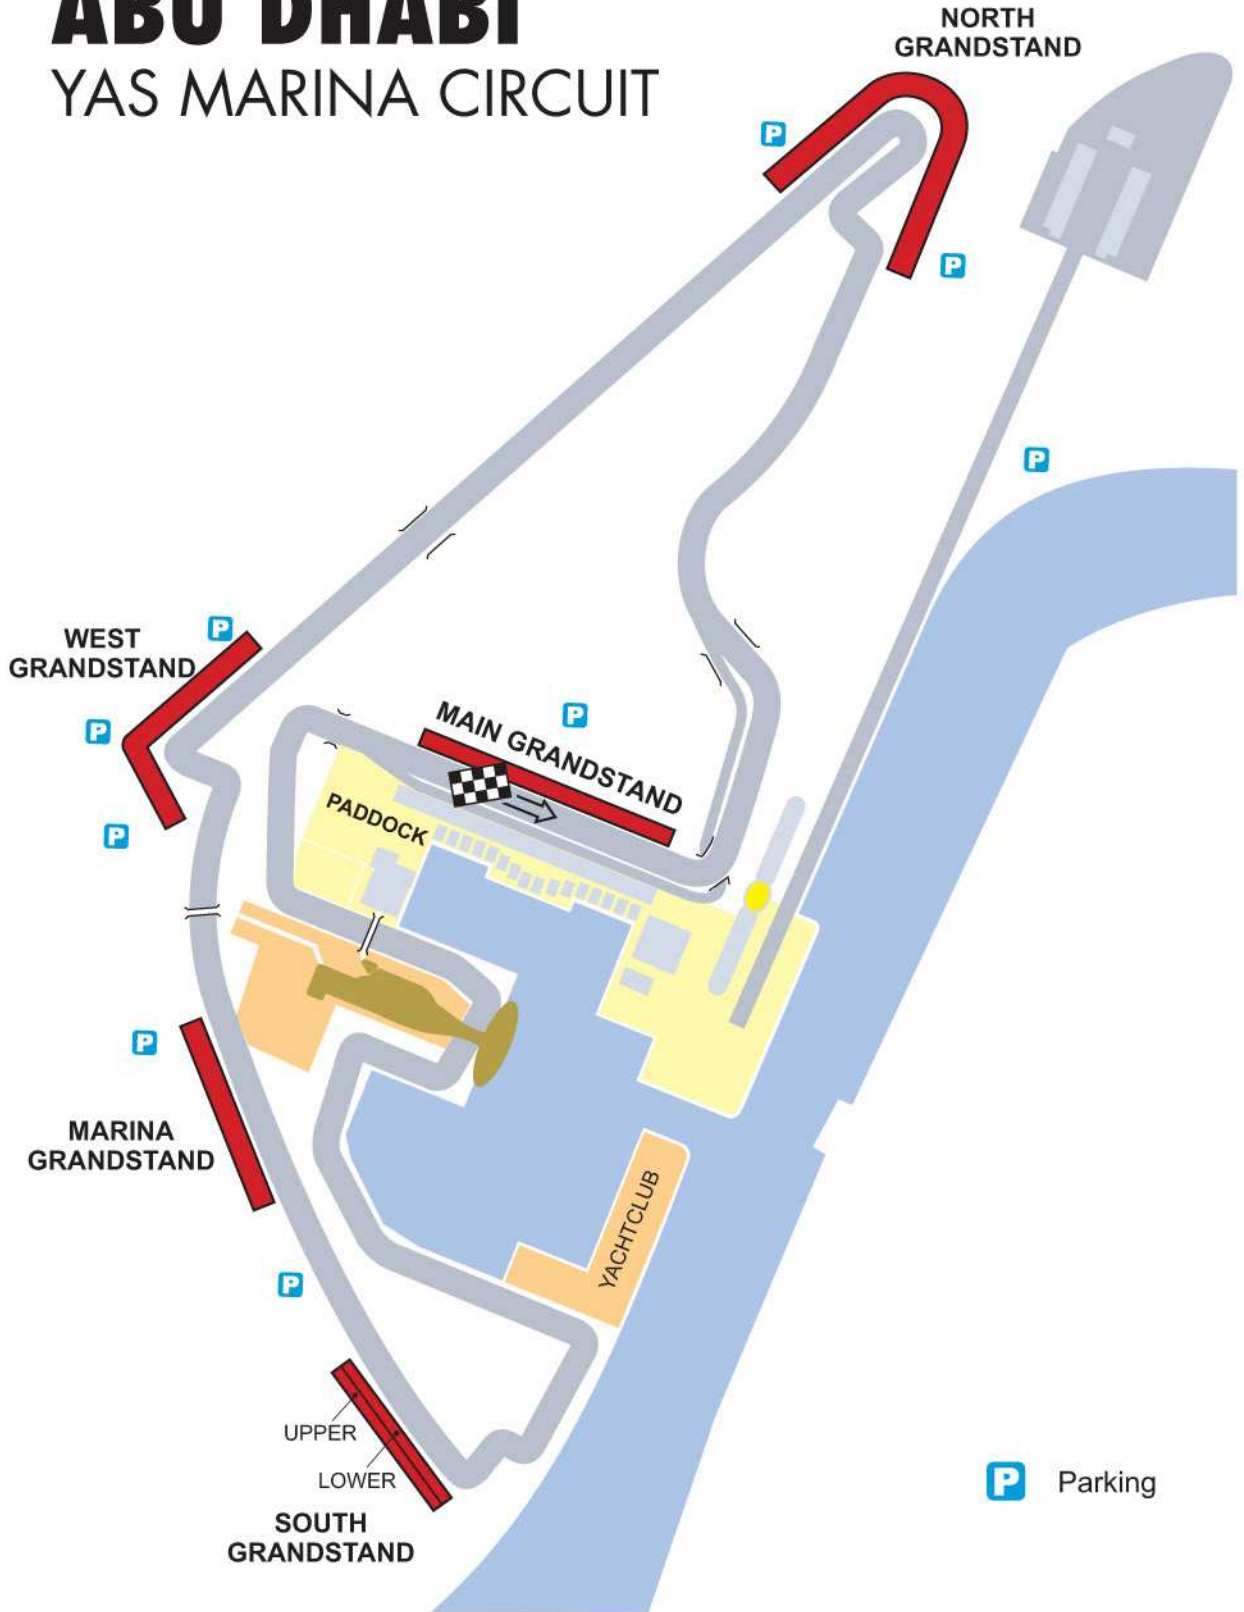 ABU DHABI
YAS MARINA CIRCUIT
NORTH
GRANDSTAND
P
P
P
WEST
GRANDSTAND
P
P
P
P
MAIN GRANDSTAND
PADDOCK
P
MARINA
GRANDSTAND
P
YACHTCLUB
UPPER
LOWER
SOUTH
GRANDSTAND
P Parking